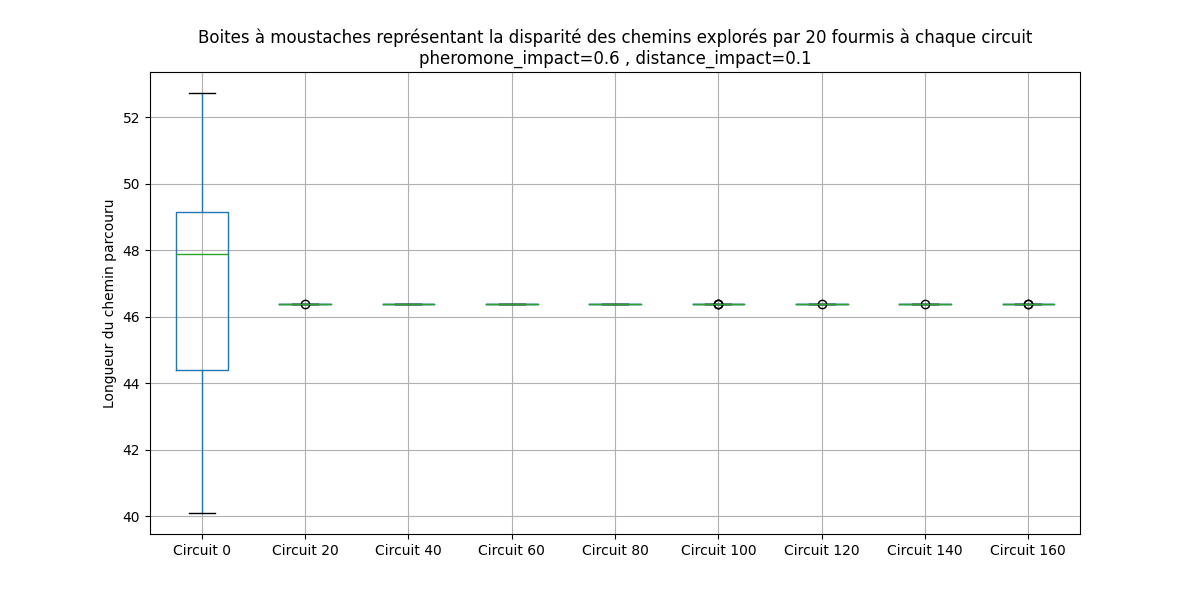 Boites à moustaches représentant la disparité des chemins explorés par 20 fourmis à chaque circuit
pheromone_impact=0.6 , distance_impact=0.1
Longueur du chemin parcouru
52
50
48
46
44
42
40
Circuit 0 Circuit 20 Circuit 40 Circuit 60 Circuit 80 Circuit 100 Circuit 120 Circuit 140 Circuit 160